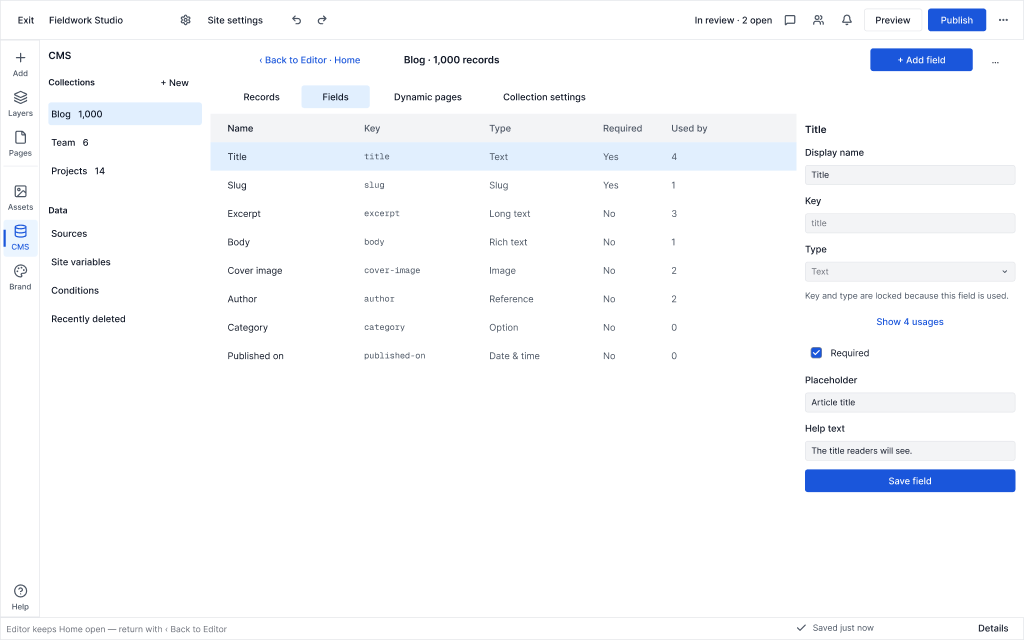 Exit Fieldwork Studio Site settings In review · 2 open Preview Publish ···
Add
Layers
Pages
Assets
CMS
Brand
Help
CMS
Collections + New
Blog 1,000
Team 6
Projects 14
Data
Sources
Site variables
Conditions
Recently deleted
‹ Back to Editor · Home Blog · 1,000 records + Add field ...
Records Fields Dynamic pages Collection settings
Name Key Type Required Used by
Title title Text Yes 4
Slug slug Slug Yes 1
Excerpt excerpt Long text No 3
Body body Rich text No 1
Cover image cover-image Image No 2
Author author Reference No 2
Category category Option No 0
Published on published-on Date & time No 0
Title
Display name
Title
Key
title
Type
Text
Key and type are locked because this field is used.
Show 4 usages
Required
Placeholder
Article title
Help text
The title readers will see.
Save field
Editor keeps Home open — return with ‹ Back to Editor Saved just now Details